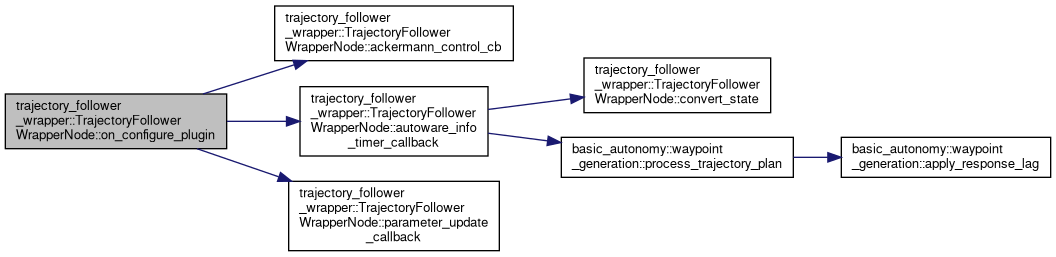 trajectory_follower
_wrapper::TrajectoryFollower
WrapperNode::on_configure_plugin
trajectory_follower
_wrapper::TrajectoryFollower
WrapperNode::ackermann_control_cb
trajectory_follower
_wrapper::TrajectoryFollower
WrapperNode::autoware_info
_timer_callback
trajectory_follower
_wrapper::TrajectoryFollower
WrapperNode::parameter_update
_callback
trajectory_follower
_wrapper::TrajectoryFollower
WrapperNode::convert_state
basic_autonomy::waypoint
_generation::process_trajectory_plan
basic_autonomy::waypoint
_generation::apply_response_lag